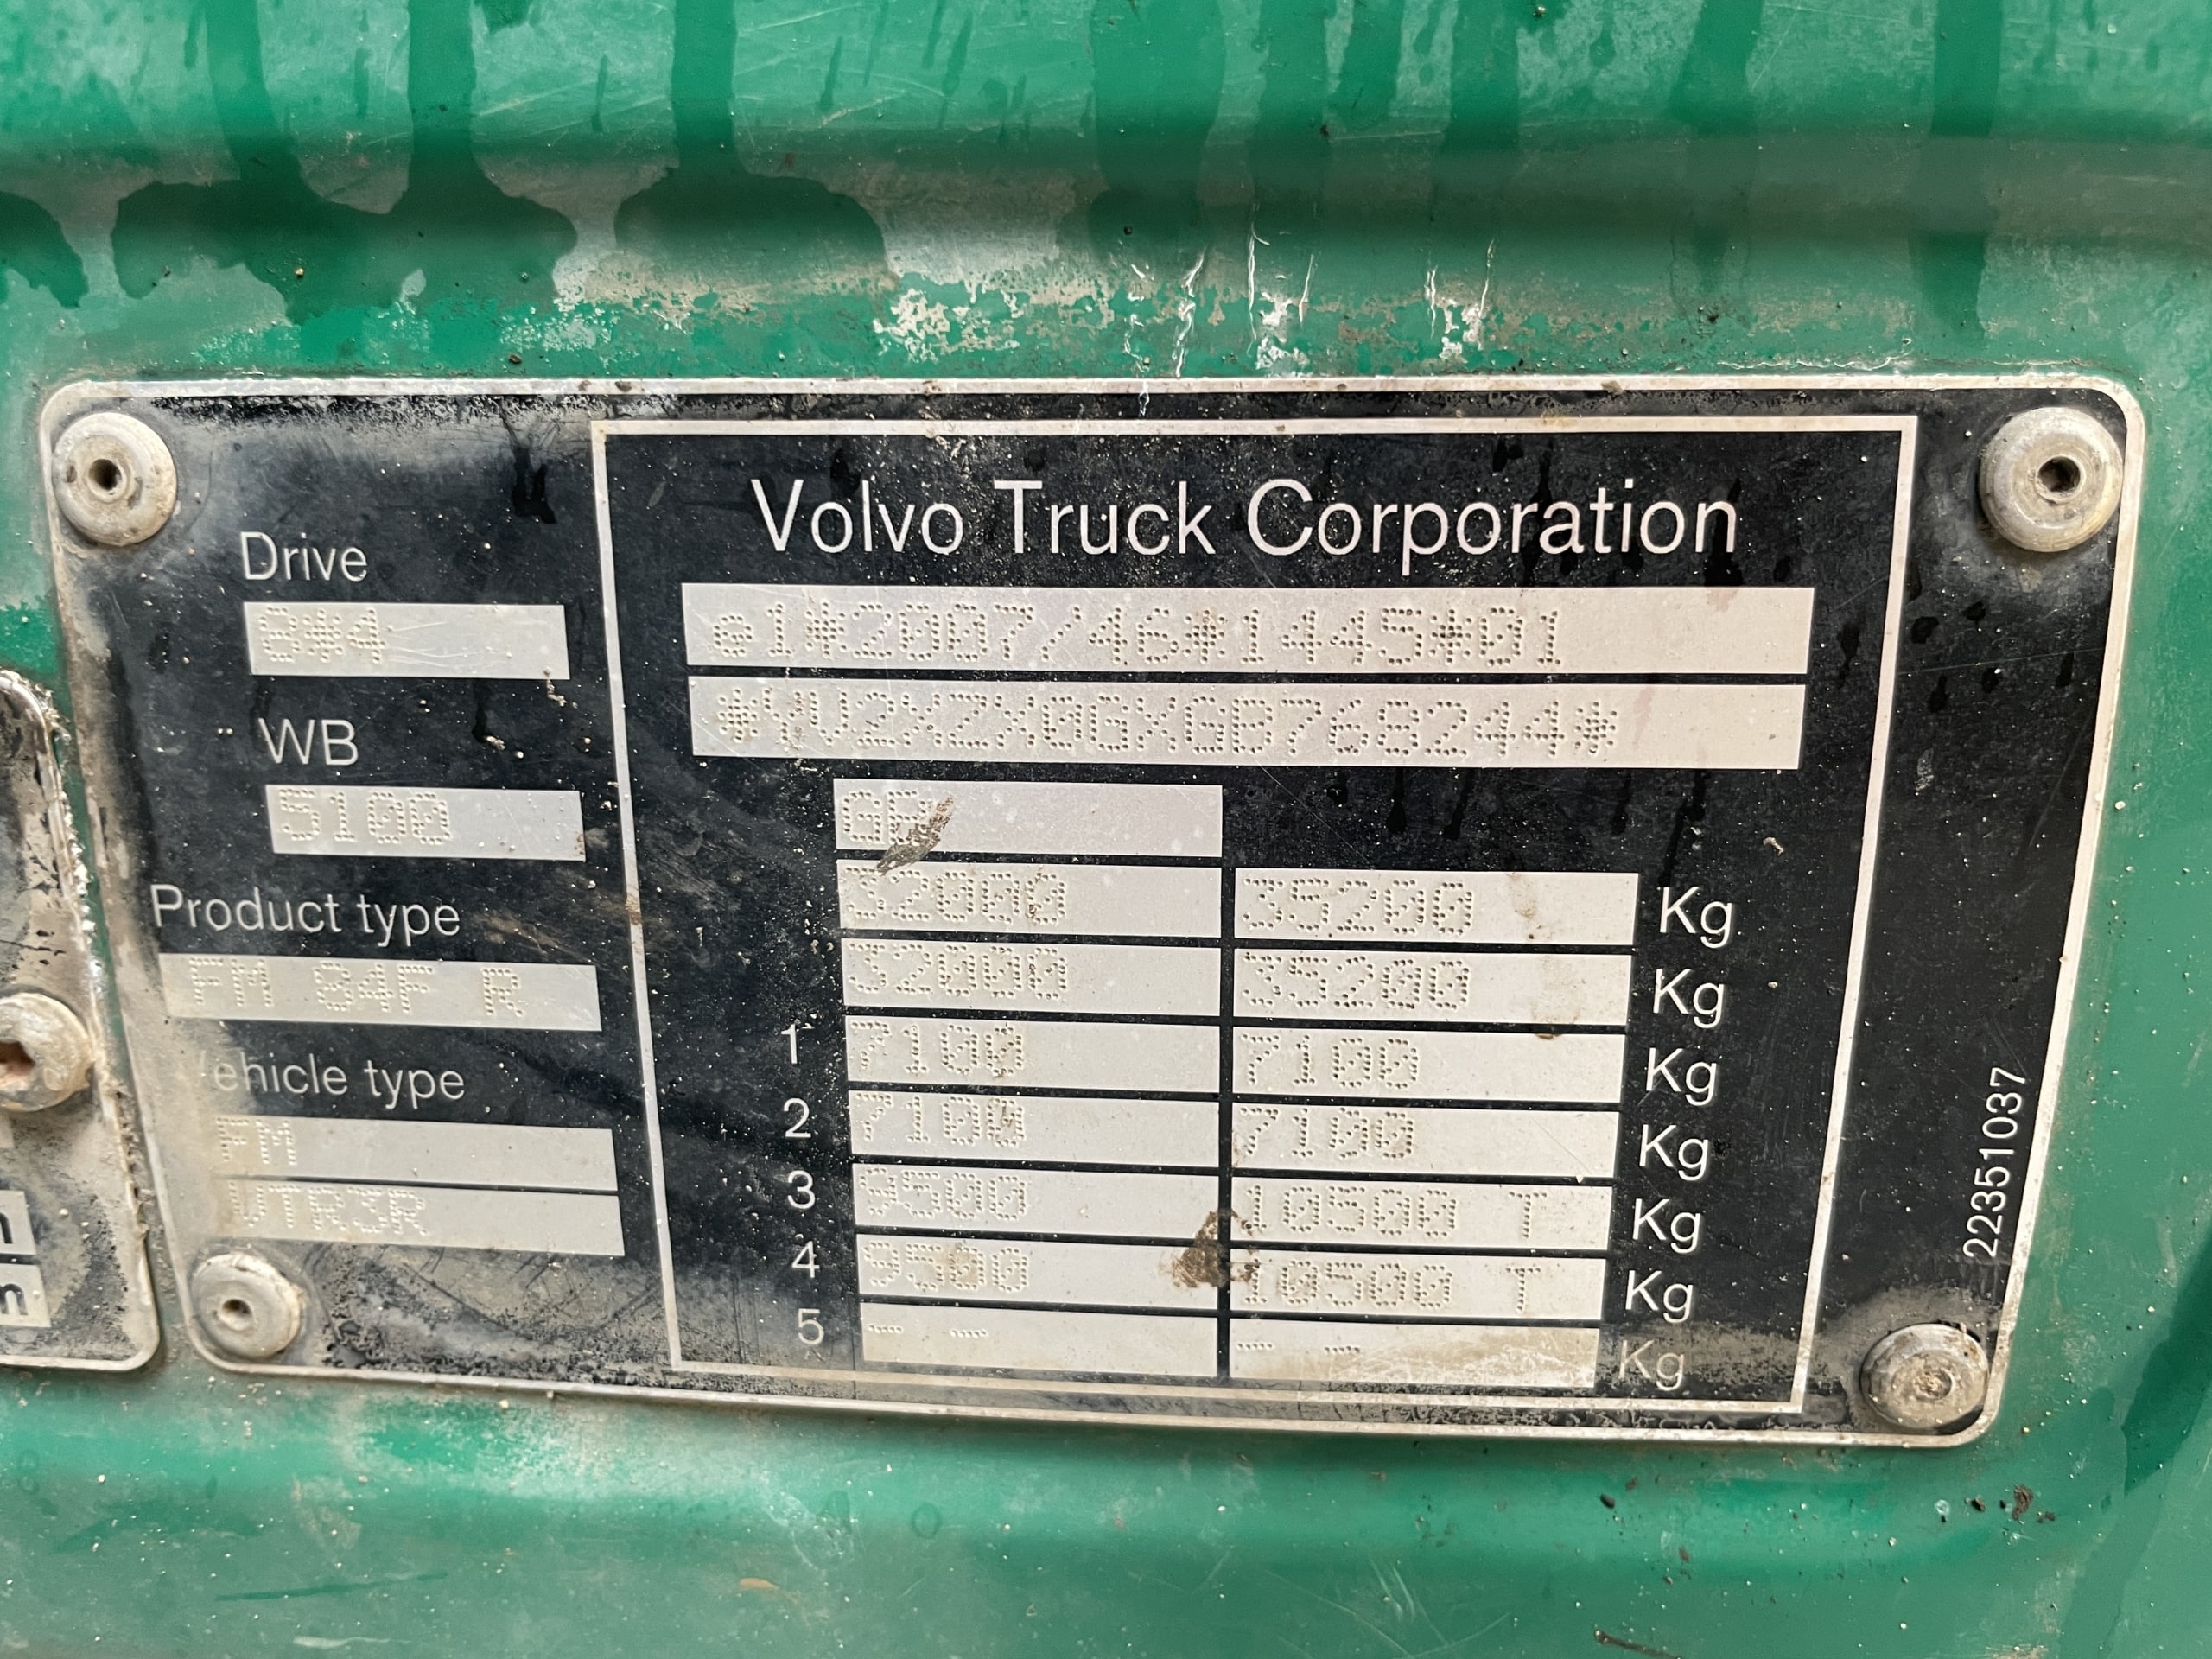 Volvo Truck Corporation
Drive
8*4
WB
5100
Product type
FM 84F R
Vehicle type
FM
VTR3R
e1*2007/46*1445*01
*YV2XZX0GXGB768244*
GB
32000 35200 Kg
32000 35200 Kg
1 7100 7100 Kg
2 7100 7100 Kg
3 9500 10500 T Kg
4 9500 10500 T Kg
5 -- -- -- -- Kg
22351037